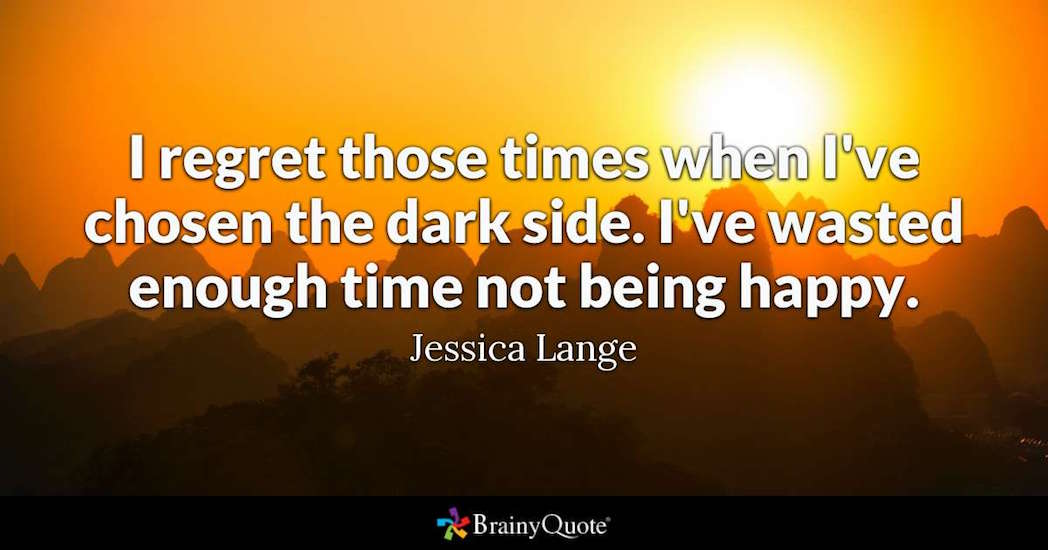 I regret those times when I've
chosen the dark side. I've wasted
enough time not being happy.
Jessica Lange
BrainyQuote®